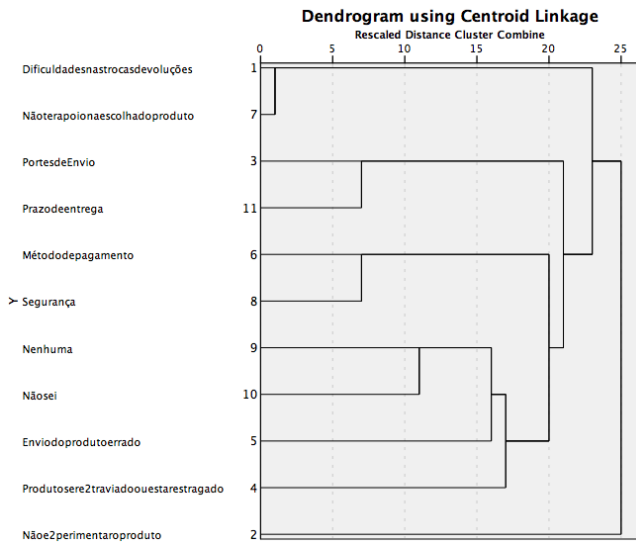 Dendrogram using Centroid Linkage
Rescaled Distance Cluster Combine
0 5 10 15 20 25
Dificuldadesnastrocasdevoluções 1
Nãoterapoionaescolhadoproduto 7
PortesdeEnvio 3
Prazodeentrega 11
Métododepagamento 6
Y
Segurança 8
Nenhuma 9
Nãosei 10
Enviodoprodutoerrado 5
Produtosere2traviadoouestarestragado 4
Nãoe2perimentaroproduto 2